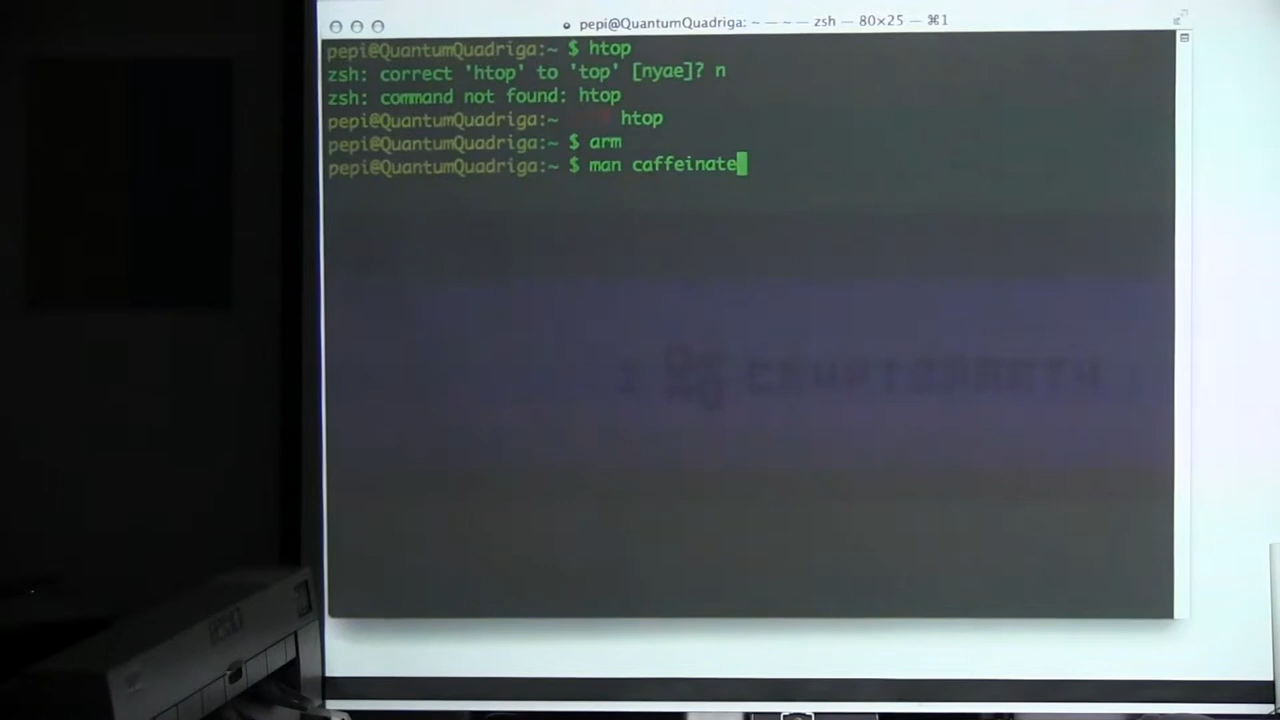 pepi@QuantumQuadriga: ~ — ~ — zsh — 80×25 — ⌘1
pepi@QuantumQuadriga:~ $ htop
zsh: correct 'htop' to 'top' [nyae]? n
zsh: command not found: htop
pepi@QuantumQuadriga:~ htop
pepi@QuantumQuadriga:~ $ arm
pepi@QuantumQuadriga:~ $ man caffeinate